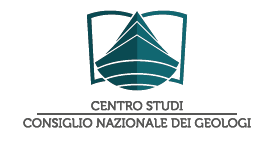 CENTRO STUDI
CONSIGLIO NAZIONALE DEI GEOLOGI